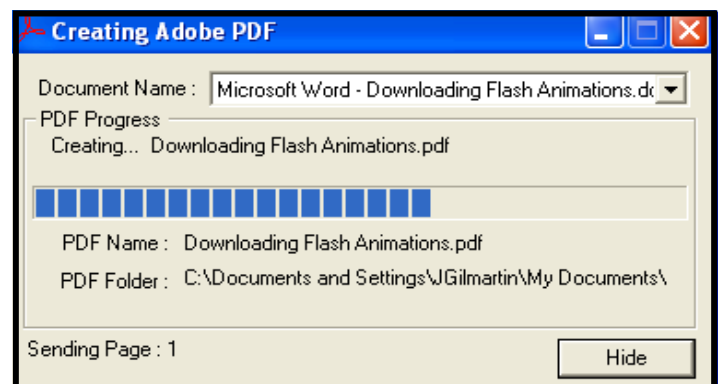 Creating Adobe PDF
Document Name : Microsoft Word - Downloading Flash Animations.dc
PDF Progress
Creating... Downloading Flash Animations.pdf
PDF Name : Downloading Flash Animations.pdf
PDF Folder : C:\Documents and Settings\JGilmartin\My Documents\
Sending Page : 1
Hide